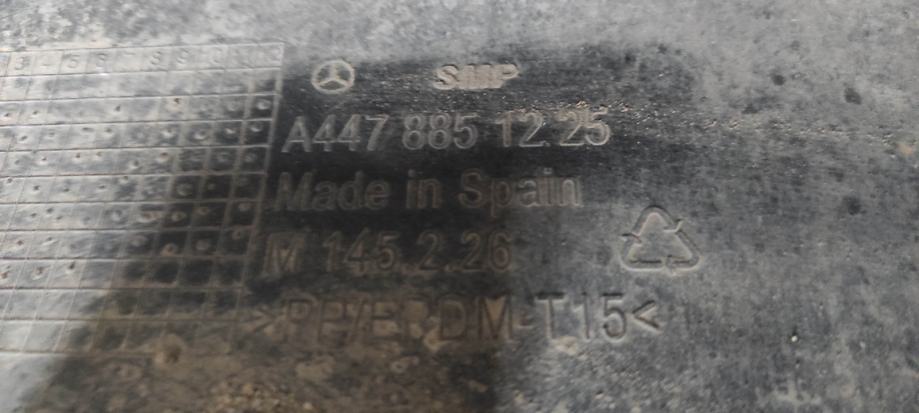 SMP
A447 885 12.25
Made in Spain
M 145.2.26
>PP/EPDM-T15<